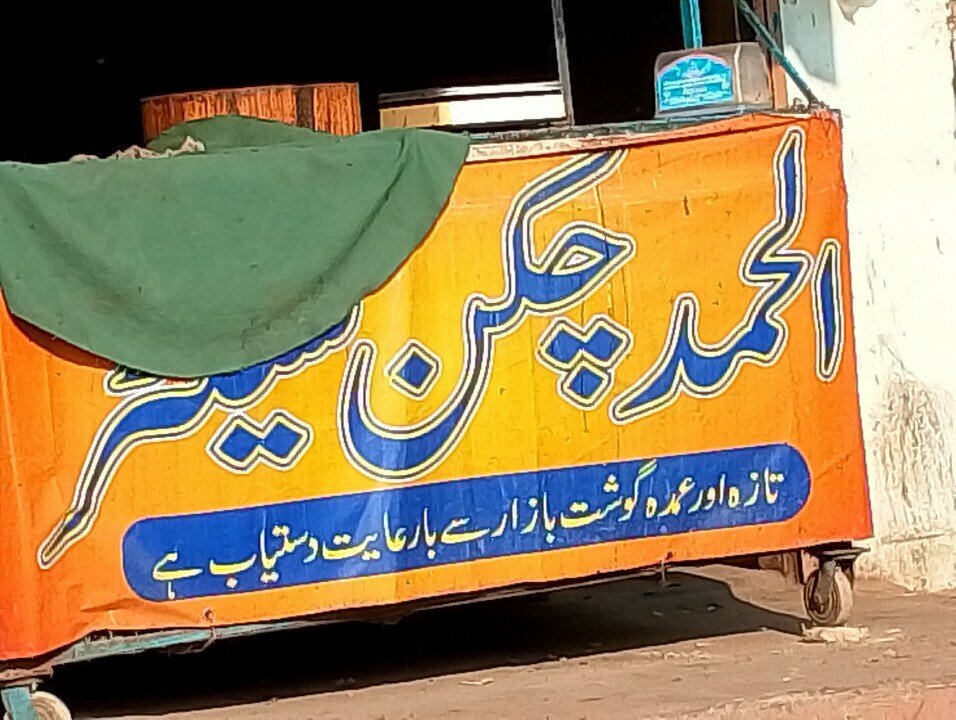 الحمد چکن سینٹر
تازہ اور عمدہ گوشت بازار سے بارعایت دستیاب ہے